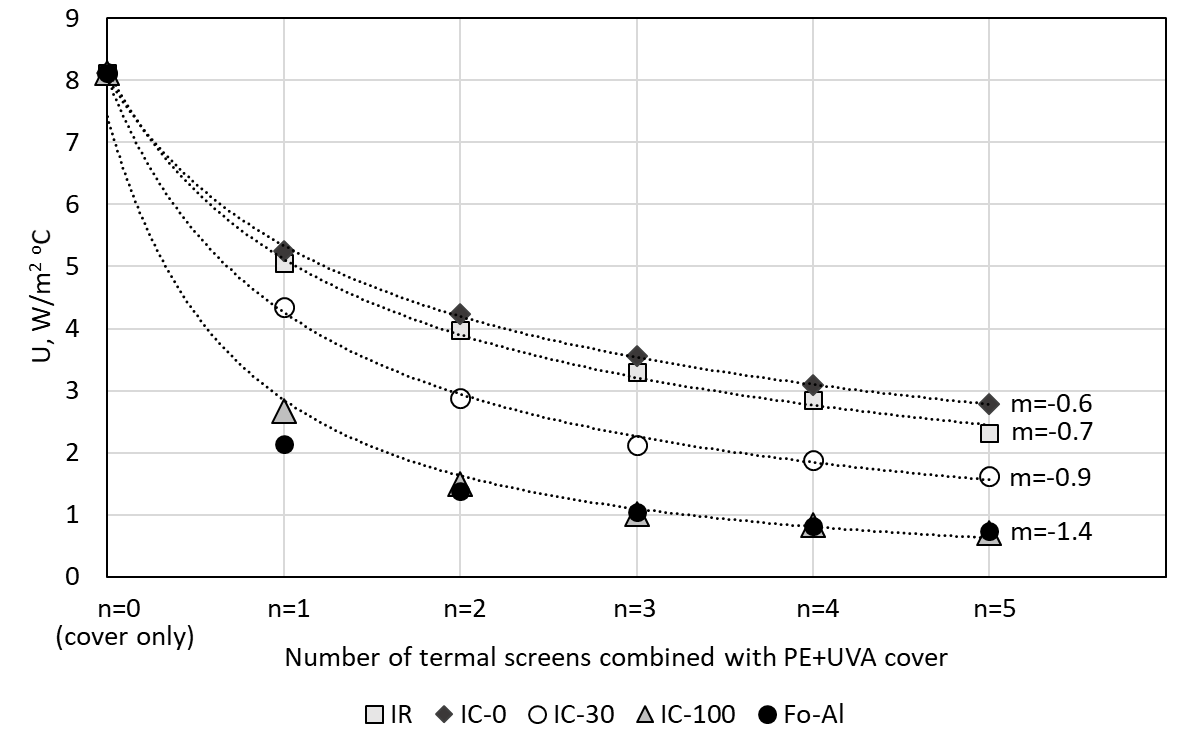 9
8
7
6
5
4
3
2
1
0
U, W/m² ºC
m=-0.6
m=-0.7
m=-0.9
m=-1.4
n=0 n=1 n=2 n=3 n=4 n=5
(cover only)
Number of termal screens combined with PE+UVA cover
IR IC-0 IC-30 IC-100 Fo-Al